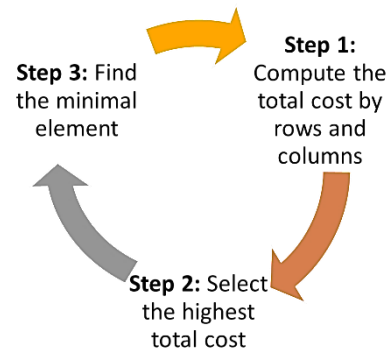 Step 1:
Compute the
total cost by
rows and
columns
Step 2: Select
the highest
total cost
Step 3: Find
the minimal
element